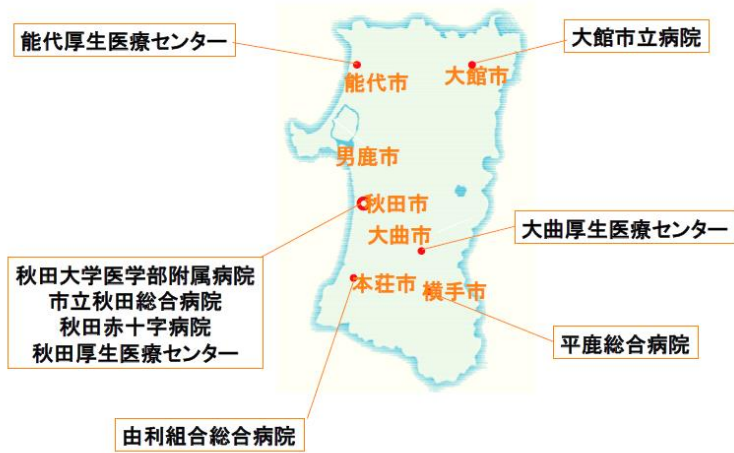 能代厚生医療センター
大館市立病院
能代市
大館市
男鹿市
秋田市
大曲市
大曲厚生医療センター
秋田大学医学部附属病院
市立秋田総合病院
秋田赤十字病院
秋田厚生医療センター
本荘市
横手市
平鹿総合病院
由利組合総合病院